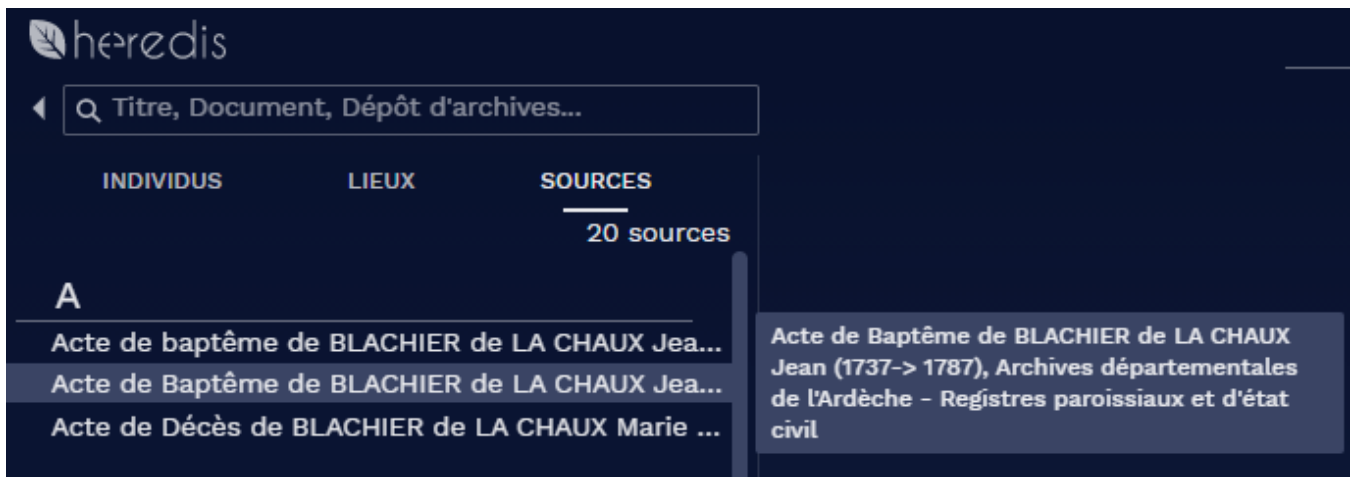 heredis
Titre, Document, Dépôt d'archives...
INDIVIDUS LIEUX SOURCES
20 sources
A
Acte de baptême de BLACHIER de LA CHAUX Jea...
Acte de Baptême de BLACHIER de LA CHAUX Jea...
Acte de Décès de BLACHIER de LA CHAUX Marie ...
Acte de Baptême de BLACHIER de LA CHAUX
Jean (1737-> 1787), Archives départementales
de l'Ardèche - Registres paroissiaux et d'état
civil